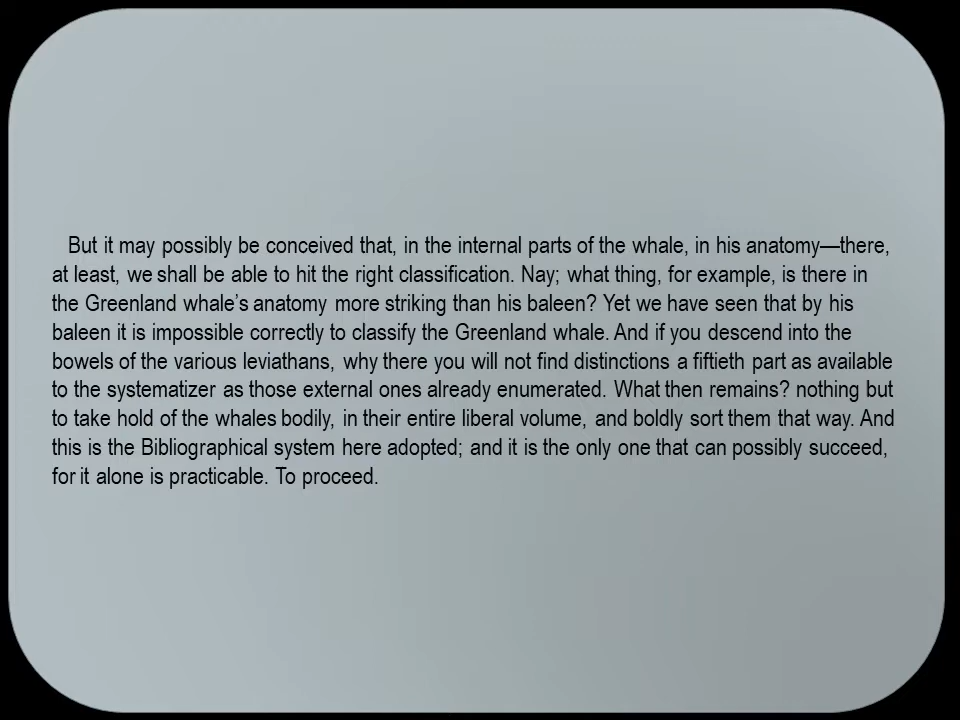 But it may possibly be conceived that, in the internal parts of the whale, in his anatomy—there,
at least, we shall be able to hit the right classification. Nay; what thing, for example, is there in
the Greenland whale’s anatomy more striking than his baleen? Yet we have seen that by his
baleen it is impossible correctly to classify the Greenland whale. And if you descend into the
bowels of the various leviathans, why there you will not find distinctions a fiftieth part as available
to the systematizer as those external ones already enumerated. What then remains? nothing but
to take hold of the whales bodily, in their entire liberal volume, and boldly sort them that way. And
this is the Bibliographical system here adopted; and it is the only one that can possibly succeed,
for it alone is practicable. To proceed.